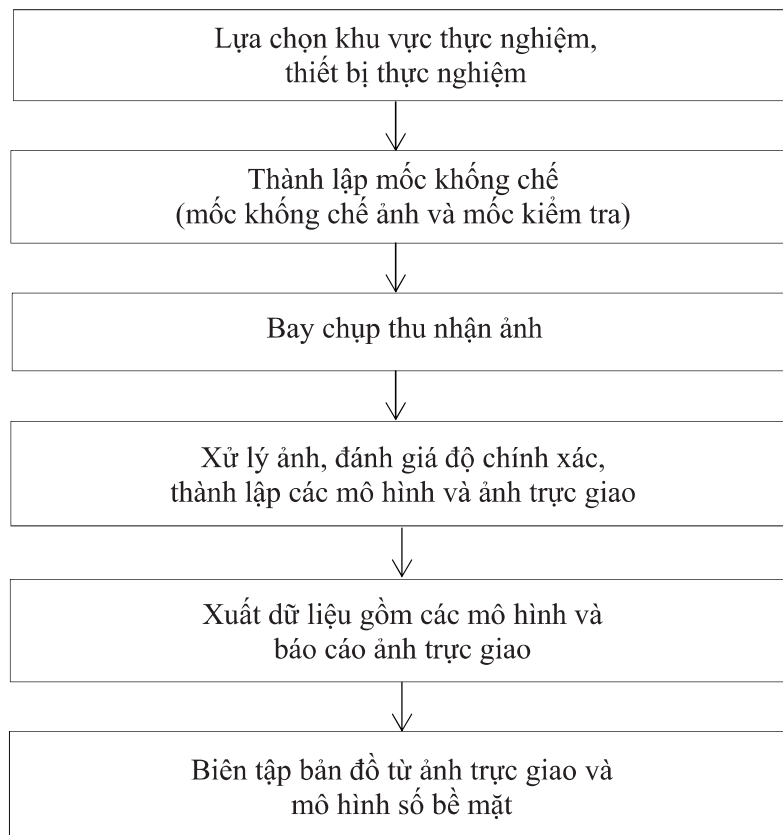 Lựa chọn khu vực thực nghiệm,
thiết bị thực nghiệm
Thành lập mốc khống chế
(mốc khống chế ảnh và mốc kiểm tra)
Bay chụp thu nhận ảnh
Xử lý ảnh, đánh giá độ chính xác,
thành lập các mô hình và ảnh trực giao
Xuất dữ liệu gồm các mô hình và
báo cáo ảnh trực giao
Biên tập bản đồ từ ảnh trực giao và
mô hình số bề mặt